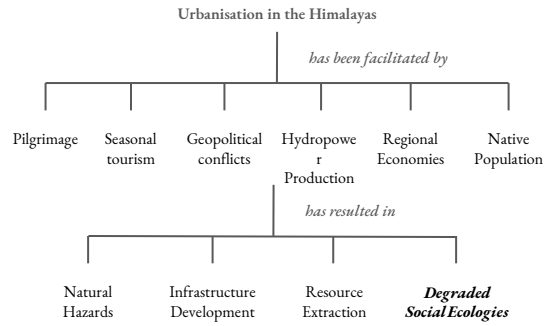 Urbanisation in the Himalayas
has been facilitated by
Pilgrimage
Seasonal
tourism
Geopolitical
conflicts
Hydropowe
r
Production
Regional
Economies
Native
Population
has resulted in
Natural
Hazards
Infrastructure
Development
Resource
Extraction
Degraded
Social Ecologies